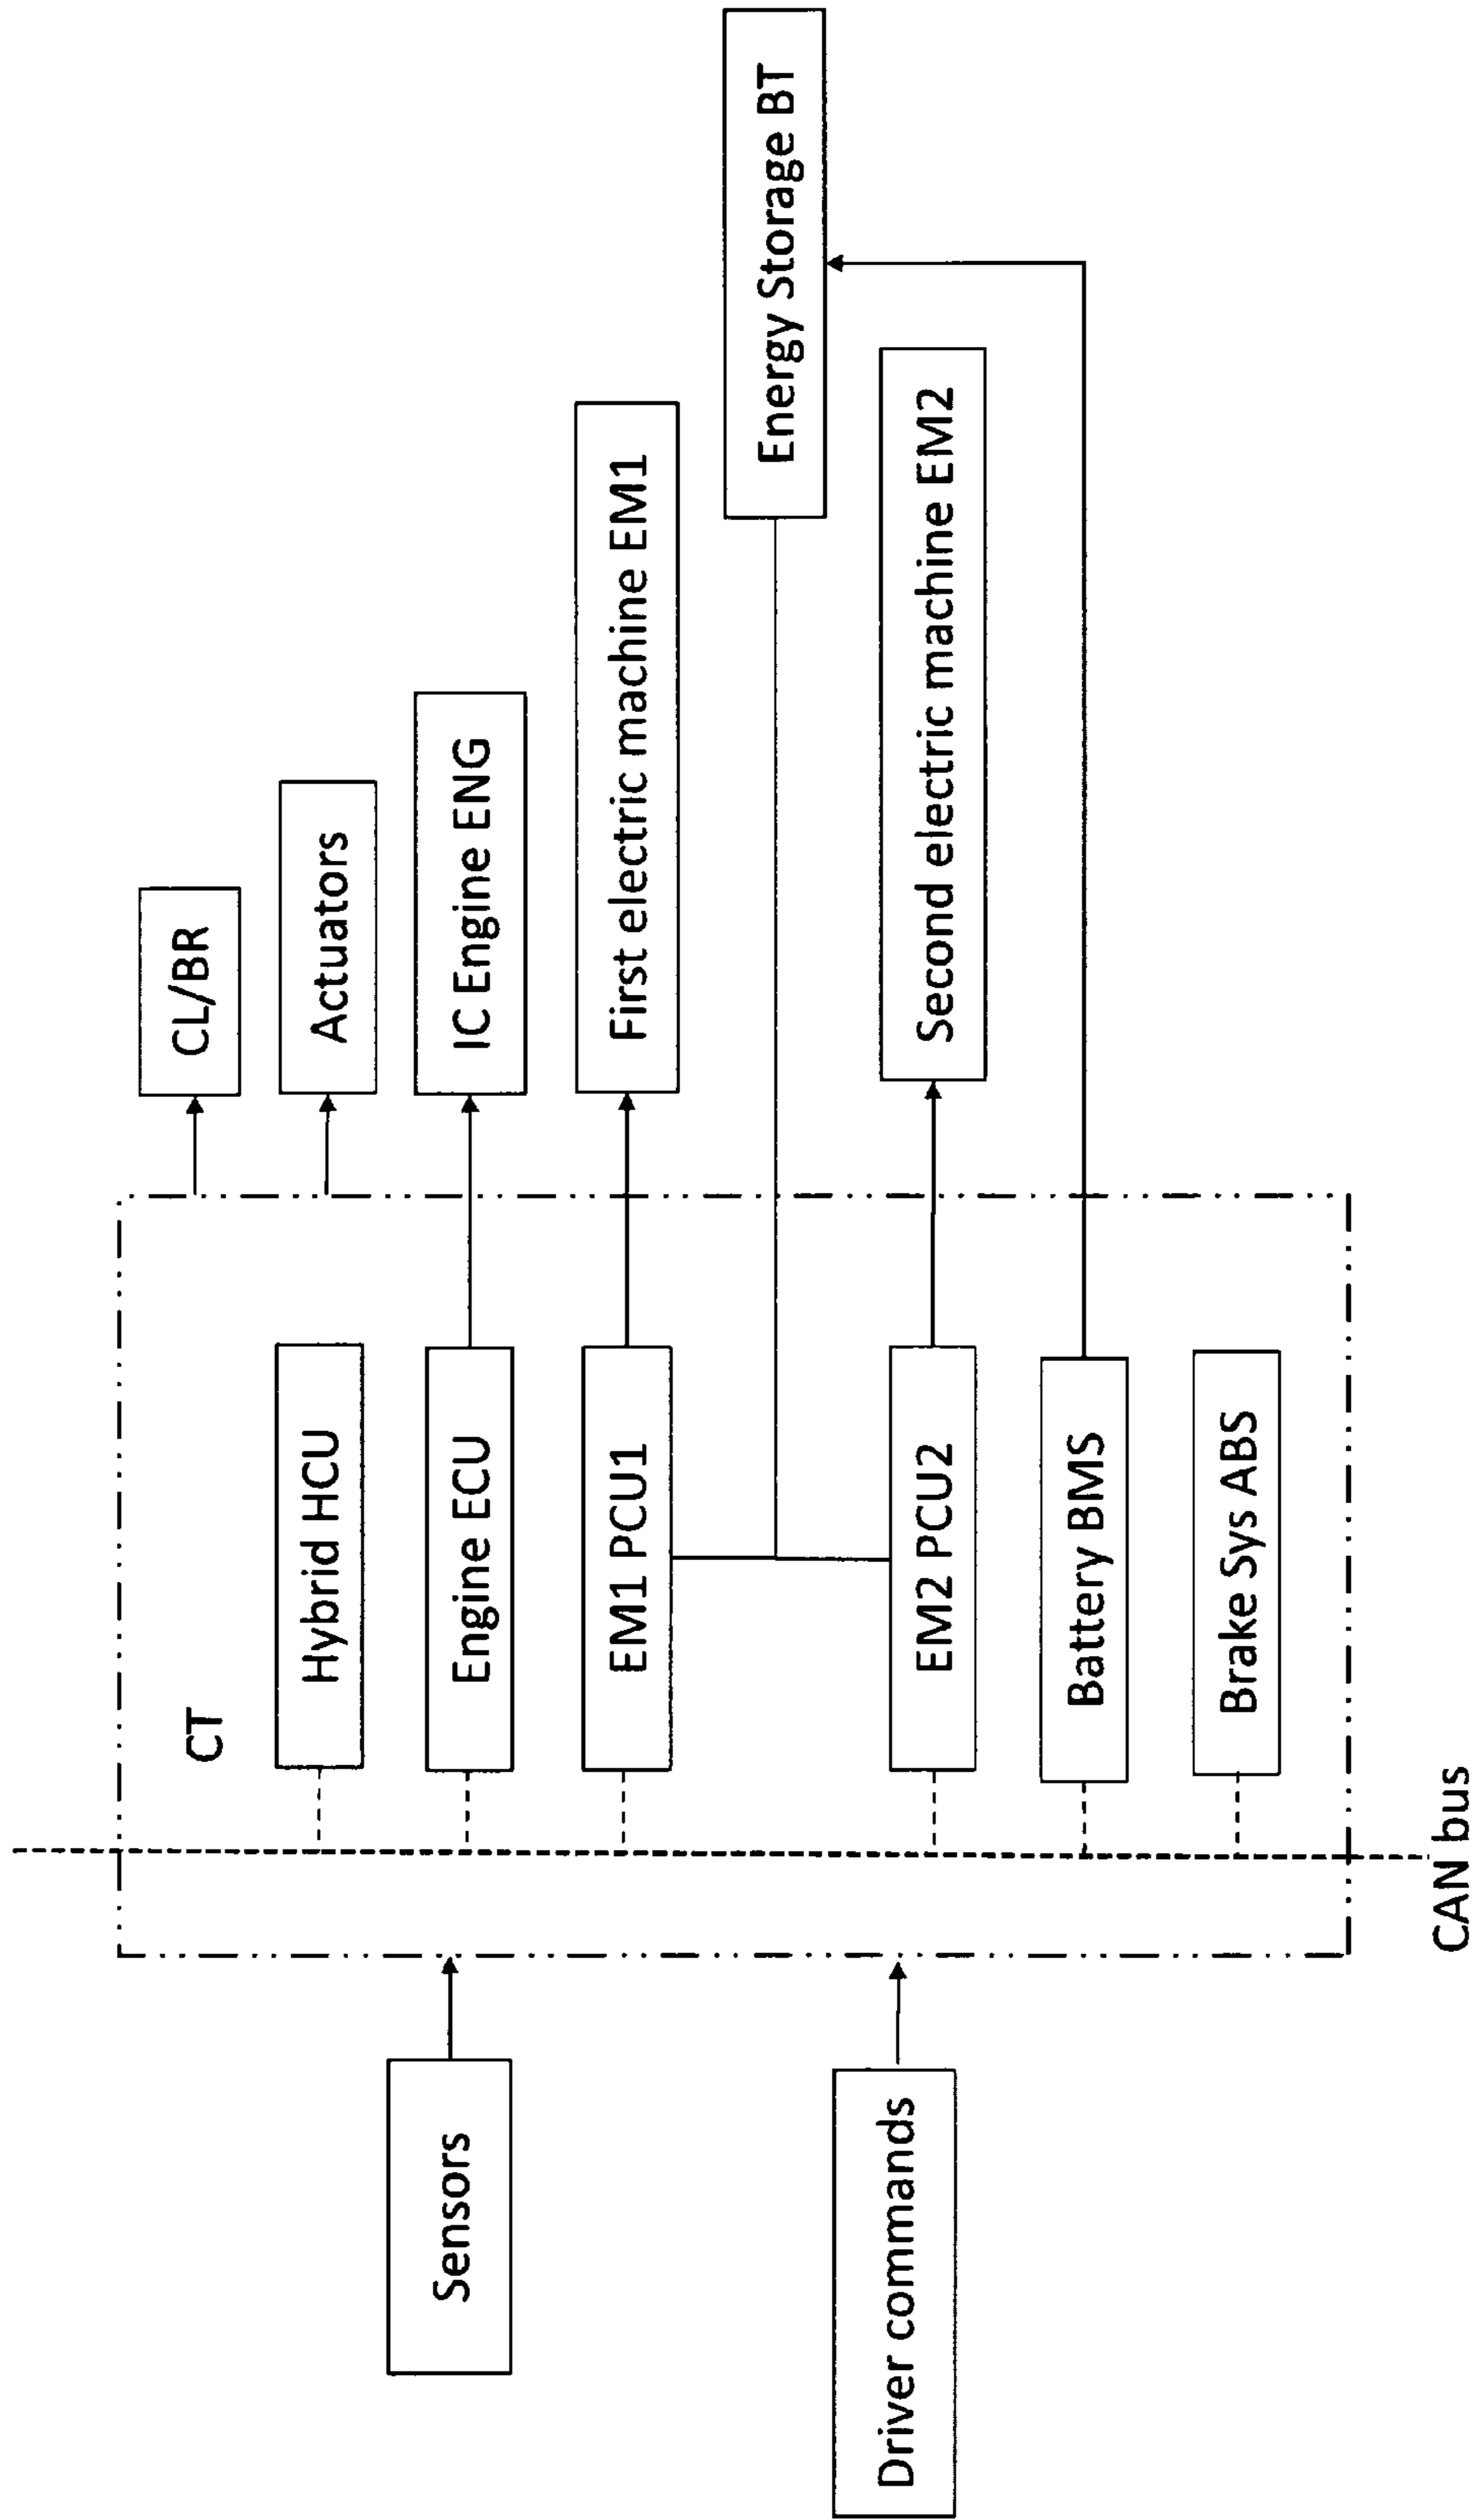 Sensors
Driver commands
CT
Hybrid HCU
Engine ECU
EM1 PCU1
EM2 PCU2
Battery BMS
Brake Sys ABS
CAN bus
CL/BR
Actuators
IC Engine ENG
First electric machine EM1
Energy Storage BT
Second electric machine EM2